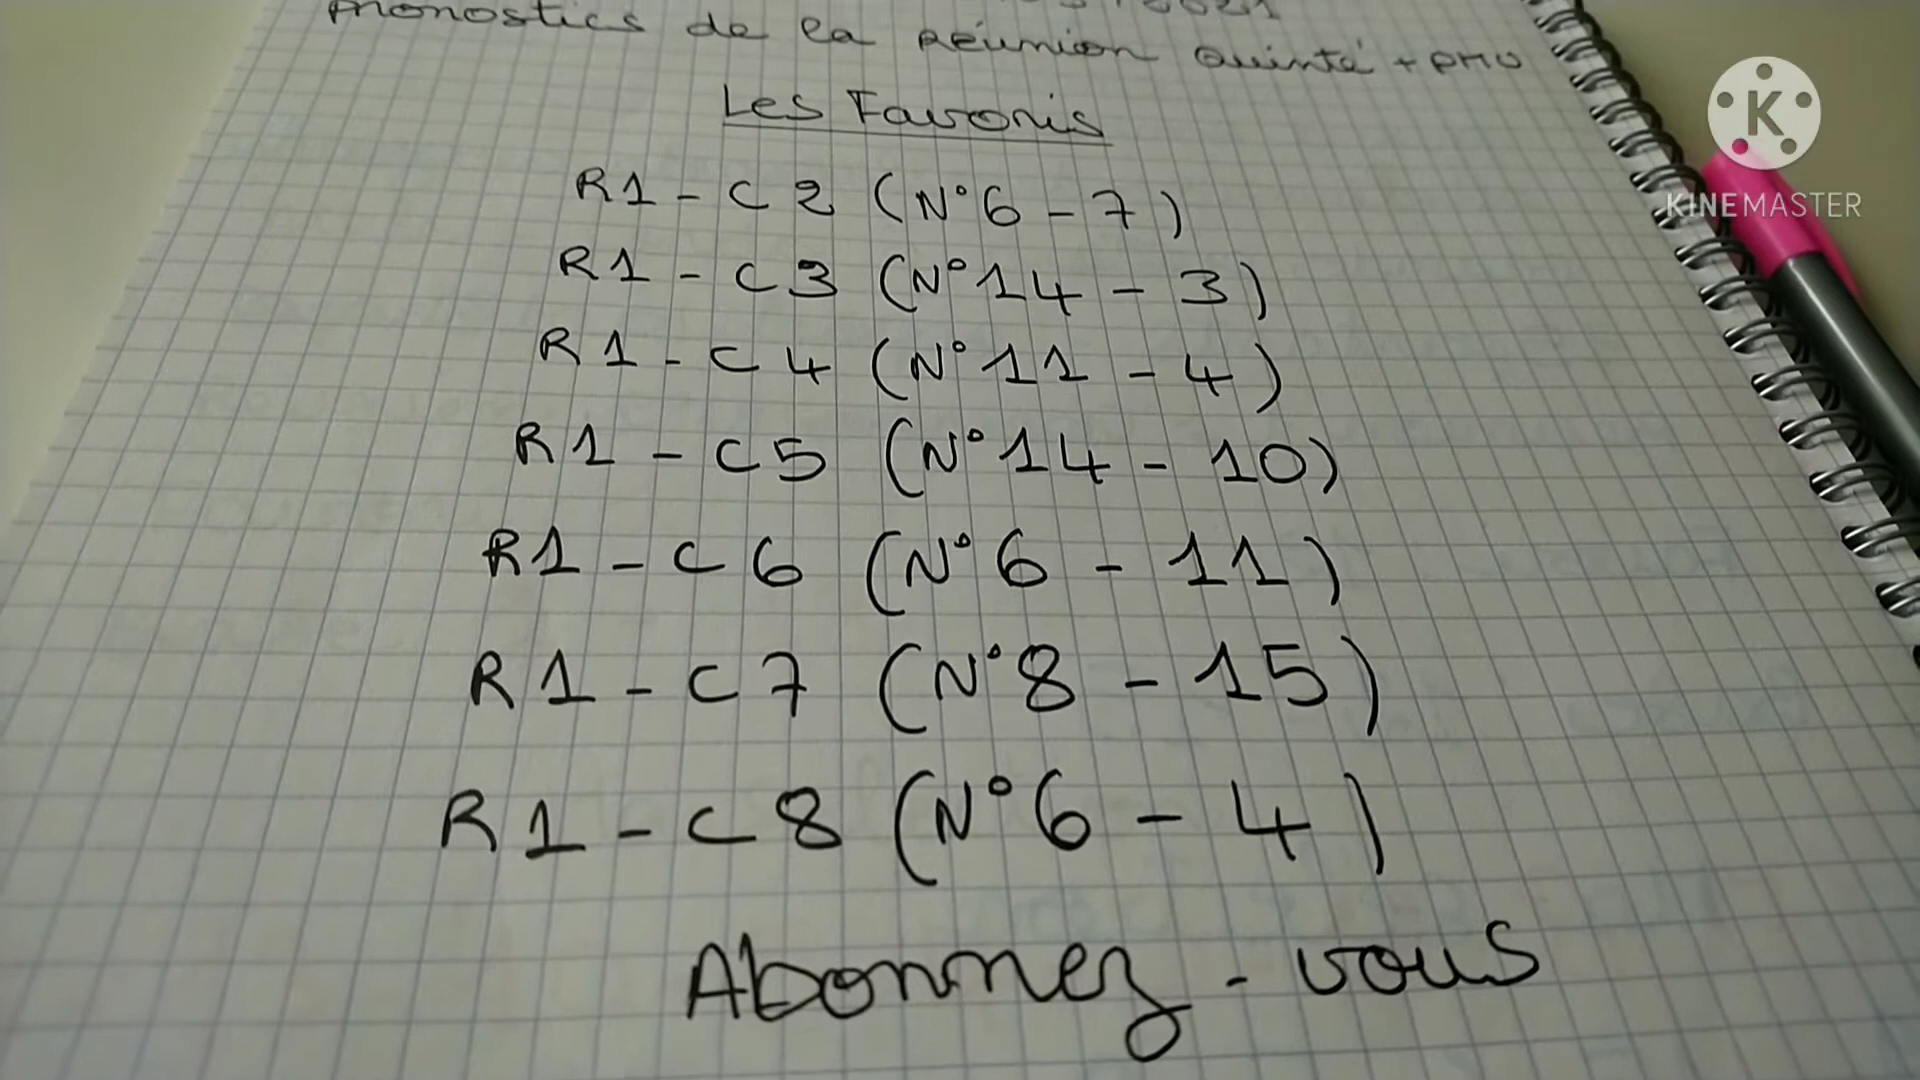 Pronostics de la Réunion Quinté + PMU
Les Favoris
R1 - C2 (N°6 - 7)
R1 - C3 (N°14 - 3)
R1 - C4 (N°11 - 4)
R1 - C5 (N°14 - 10)
R1 - C6 (N°6 - 11)
R1 - C7 (N°8 - 15)
R1 - C8 (N°6 - 4)
Abonnez-vous
K
KINEMASTER